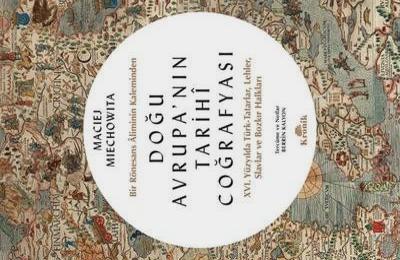 MACIEJ
MIECHOWITA
Bir Rönesans Âliminin Kaleminden
DOĞU
AVRUPA'NIN
TARİHÎ
COĞRAFYASI
XVI. Yüzyılda Türk-Tatarlar, Lehler,
Slavlar ve Bozkır Halkları
Tercüme ve Notlar
BERRİN KALYON
Kronik